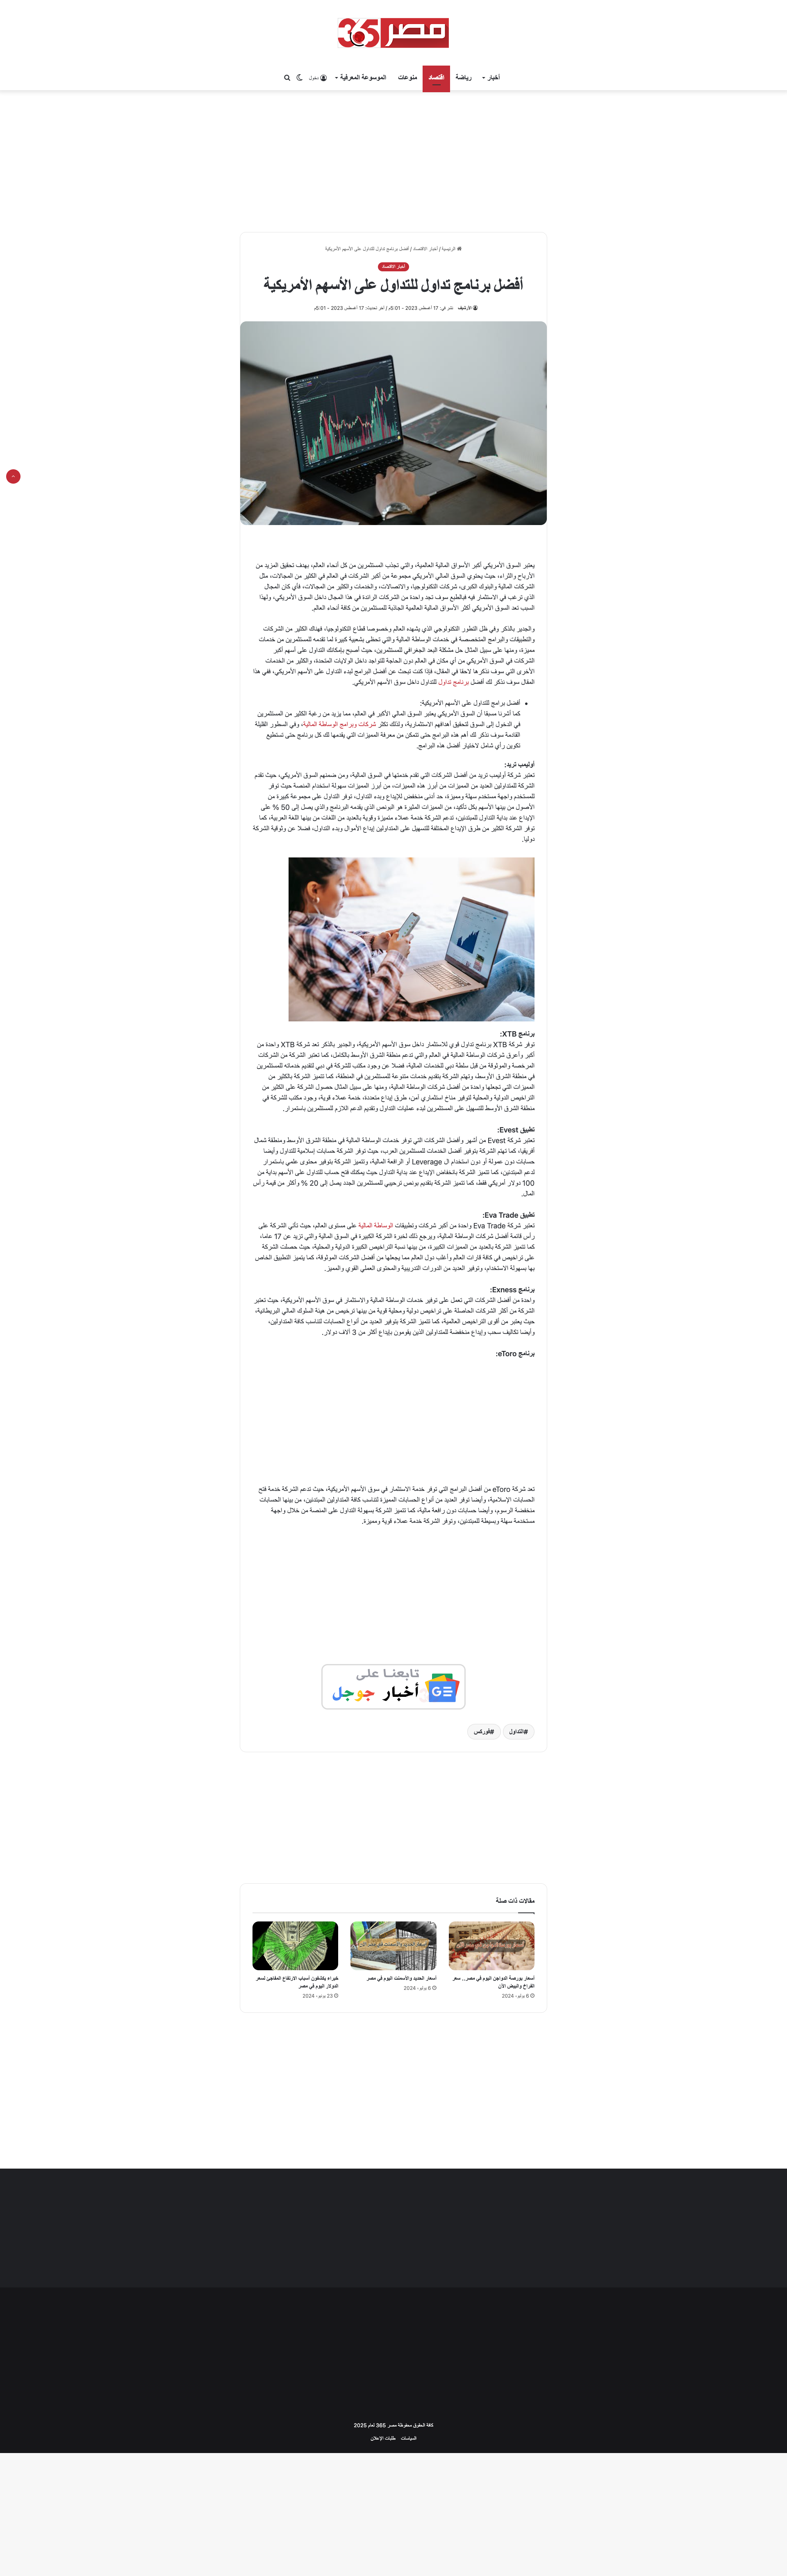 مصر 365
أخبار
رياضة
اقتصاد
منوعات
الموسوعة المعرفية
دخول
الرئيسية / أخبار الاقتصاد / أفضل برنامج تداول للتداول على الأسهم الأمريكية
أخبار الاقتصاد
أفضل برنامج تداول للتداول على الأسهم الأمريكية
الأرشيف نشر في: 17 أغسطس 2023 - 5:01م / آخر تحديث: 17 أغسطس 2023 - 5:01م
يعتبر السوق الأمريكي أكبر الأسواق المالية العالمية، والتي تجذب المستثمرين من كل أنحاء العالم، بهدف تحقيق المزيد من
الأرباح والثراء، حيث يحتوي السوق المالي الأمريكي مجموعة من أكبر الشركات في العالم في الكثير من المجالات، مثل
الشركات المالية والبنوك الكبرى، شركات التكنولوجيا، والاتصالات، والخدمات والكثير من المجالات، فأي كان المجال
الذي ترغب في الاستثمار فيه فبالطبع سوف تجد واحدة من الشركات الرائدة في هذا المجال داخل السوق الأمريكي، ولهذا
السبب تعد السوق الأمريكي أكثر الأسواق المالية العالمية الجاذبة للمستثمرين من كافة أنحاء العالم.
والجدير بالذكر وفي ظل التطور التكنولوجي الذي يشهده العالم وخصوصا قطاع التكنولوجيا، فهناك الكثير من الشركات
والتطبيقات والبرامج المتخصصة في خدمات الوساطة المالية والتي تحظى بشعبية كبيرة لما تقدمه للمستثمرين من خدمات
مميزة، ومنها على سبيل المثال حل مشكلة البعد الجغرافي للمستثمرين، حيث أصبح بإمكانك التداول على أسهم أكبر
الشركات في السوق الأمريكي من أي مكان في العالم دون الحاجة للتواجد داخل الولايات المتحدة، والكثير من الخدمات
الأخرى التي سوف نذكرها لاحقا في المقال، فإذا كنت تبحث عن أفضل البرامج لبدء التداول على الأسهم الأمريكي، ففي هذا
المقال سوف نذكر لك أفضل برنامج تداول للتداول داخل سوق الأسهم الأمريكي.
• أفضل برامج للتداول على الأسهم الأمريكية:
كما أشرنا مسبقا أن السوق الأمريكي يعتبر السوق المالي الأكبر في العالم، مما يزيد من رغبة الكثير من المستثمرين
في الدخول إلى السوق لتحقيق أهدافهم الاستثمارية، ولذلك تكثر شركات وبرامج الوساطة المالية، وفي السطور القليلة
القادمة سوف نذكر لك أهم هذه البرامج حتى تتمكن من معرفة المميزات التي يقدمها لك كل برنامج حتى تستطيع
تكوين رأي شامل لاختيار أفضل هذه البرامج.
أوليمب تريد:
تعتبر شركة أوليمب تريد من أفضل الشركات التي تقدم خدمتها في السوق المالية، ومن ضمنهم السوق الأمريكي، حيث تقدم
الشركة للمتداولين العديد من المميزات من أبرز هذه المميزات، من أبرز المميزات سهولة استخدام المنصة حيث توفر
للمستخدم واجهة مستخدم سهلة ومميزة، حد أدنى منخفض للإيداع وبدء التداول، توفر التداول على مجموعة كبيرة من
الأصول من بينها الأسهم بكل تأكيد، من المميزات المثيرة هو البونص الذي يقدمه البرنامج والذي يصل إلى 50 % على
الإيداع عند بداية التداول للمبتدئين، تدعم الشركة خدمة عملاء متميزة وقوية بالعديد من اللغات من بينها اللغة العربية، كما
توفر الشركة الكثير من طرق الإيداع المختلفة للتسهيل على المتداولين إيداع الأموال وبدء التداول، فضلا عن وثوقية الشركة
دوليا.
برنامج XTB:
توفر شركة XTB برنامج تداول قوي للاستثمار داخل سوق الأسهم الأمريكية، والجدير بالذكر تعد شركة XTB واحدة من
أكبر وأعرق شركات الوساطة المالية في العالم والتي تدعم منطقة الشرق الأوسط بالكامل، كما تعتبر الشركة من الشركات
المرخصة والموثوقة من قبل سلطة دبي للخدمات المالية، فضلا عن وجود مكتب للشركة في دبي لتقديم خدماته للمستثمرين
في منطقة الشرق الأوسط، وتهتم الشركة بتقديم خدمات متنوعة للمستثمرين في المنطقة، كما تتميز الشركة بالكثير من
المميزات التي تجعلها واحدة من أفضل شركات الوساطة المالية، ومنها على سبيل المثال حصول الشركة على الكثير من
التراخيص الدولية والمحلية لتوفير مناخ استثماري آمن، طرق إيداع متعددة، خدمة عملاء قوية، وجود مكتب للشركة في
منطقة الشرق الأوسط للتسهيل على المستثمرين لبدء عمليات التداول وتقديم الدعم اللازم للمستثمرين باستمرار.
تطبيق Evest:
تعتبر شركة Evest من أشهر وأفضل الشركات التي توفر خدمات الوساطة المالية في منطقة الشرق الأوسط ومنطقة شمال
أفريقيا، كما تهتم الشركة بتوفير أفضل الخدمات للمستثمرين العرب، حيث توفر الشركة حسابات إسلامية للتداول وأيضا
حسابات دون عمولة أو دون استخدام ال Leverage أو الرافعة المالية، وتتميز الشركة بتوفير محتوى علمي باستمرار
لدعم المبتدئين، كما تتميز الشركة بانخفاض الإيداع عند بداية التداول حيث يمكنك فتح حساب للتداول على الأسهم بداية من
100 دولار أمريكي فقط، كما تتميز الشركة بتقديم بونص ترحيبي للمستثمرين الجدد يصل إلى 20 % وأكثر من قيمة رأس
المال.
تطبيق Eva Trade:
تعتبر شركة Eva Trade واحدة من أكبر شركات وتطبيقات الوساطة المالية على مستوى العالم، حيث تأتي الشركة على
رأس قائمة أفضل شركات الوساطة المالية، ويرجع ذلك لخبرة الشركة الكبيرة في السوق المالية والتي تزيد عن 17 عاما،
كما تتميز الشركة بالعديد من المميزات الكبيرة، من بينها نسبة التراخيص الكبيرة الدولية والمحلية، حيث حصلت الشركة
على تراخيص في كافة قارات العالم وأغلب دول العالم مما يجعلها من أفضل الشركات الموثوقة، كما يتميز التطبيق الخاص
بها بسهولة الاستخدام، وتوفير العديد من الدورات التدريبية والمحتوى العملي القوي والمميز.
برنامج Exness:
واحدة من أفضل الشركات التي تعمل على توفير خدمات الوساطة المالية والاستثمار في سوق الأسهم الأمريكية، حيث تعتبر
الشركة من أكثر الشركات الحاصلة على تراخيص دولية ومحلية قوية من بينها ترخيص من هيئة السلوك المالي البريطانية،
حيث يعتبر من أقوى التراخيص العالمية، كما تتميز الشركة بتوفير العديد من أنواع الحسابات لتناسب كافة المتداولين،
وأيضا تكاليف سحب وإيداع منخفضة للمتداولين الذين يقومون بإيداع أكثر من 3 آلاف دولار.
برنامج eToro:
تعد شركة eToro من أفضل البرامج التي توفر خدمة الاستثمار في سوق الأسهم الأمريكية، حيث تدعم الشركة خدمة فتح
الحسابات الإسلامية، وأيضا توفر العديد من أنواع الحسابات المميزة لتناسب كافة المتداولين المبتدئين، من بينها الحسابات
منخفضة الرسوم، وأيضا حسابات دون رافعة مالية، كما تتميز الشركة بسهولة التداول على المنصة من خلال واجهة
مستخدمة سهلة وبسيطة للمبتدئين، وتوفر الشركة خدمة عملاء قوية ومميزة.
تابعنا على
أخبار جوجل
#التداول
#فوركس
مقالات ذات صلة
أسعار بورصة الدواجن اليوم في مصر.. سعر
الفراخ والبيض الآن
6 يوليو، 2024
أسعار الحديد والأسمنت اليوم في مصر
6 يوليو، 2024
خبراء يكشفون أسباب الارتفاع المفاجئ لسعر
الدولار اليوم في مصر
23 يونيو، 2024
كافة الحقوق محفوظة مصر 365 لعام 2025
السياسات
طلبات الإعلان